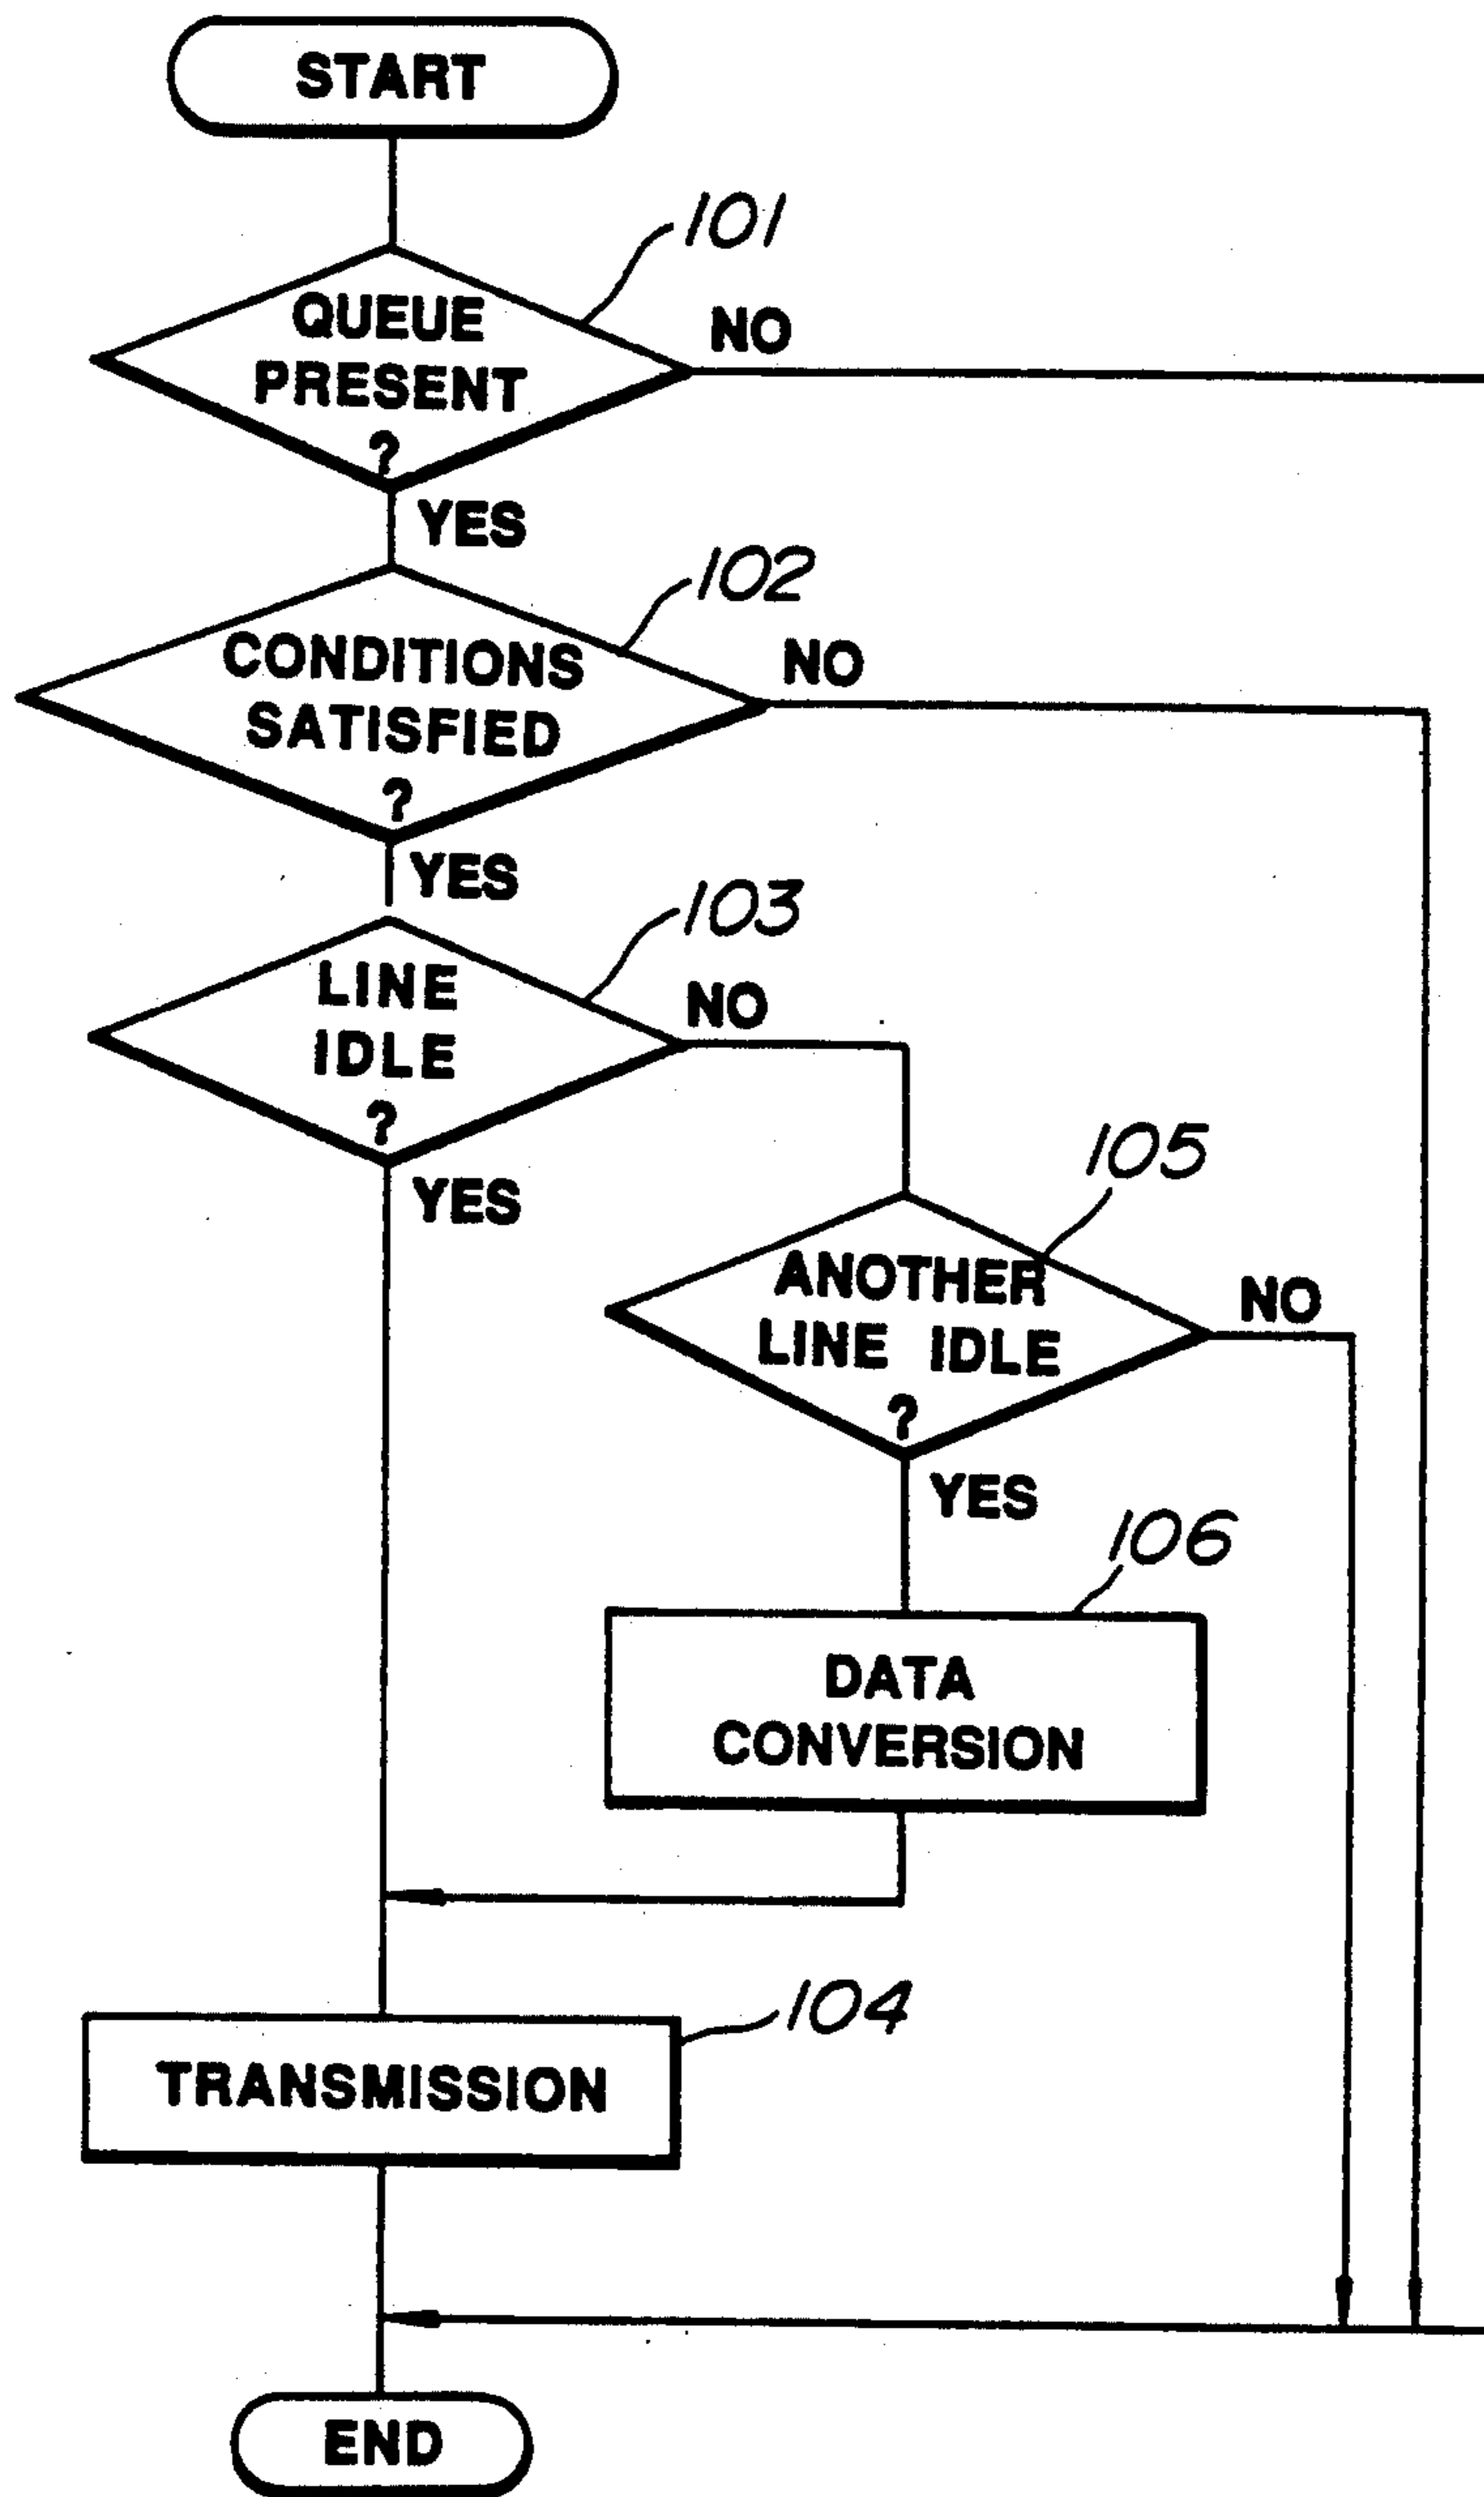 START
101
QUEUE
PRESENT
?
NO
YES
102
CONDITIONS
SATISFIED
?
NO
YES
103
LINE
IDLE
?
NO
YES
105
ANOTHER
LINE IDLE
?
NO
YES
106
DATA
CONVERSION
104
TRANSMISSION
END